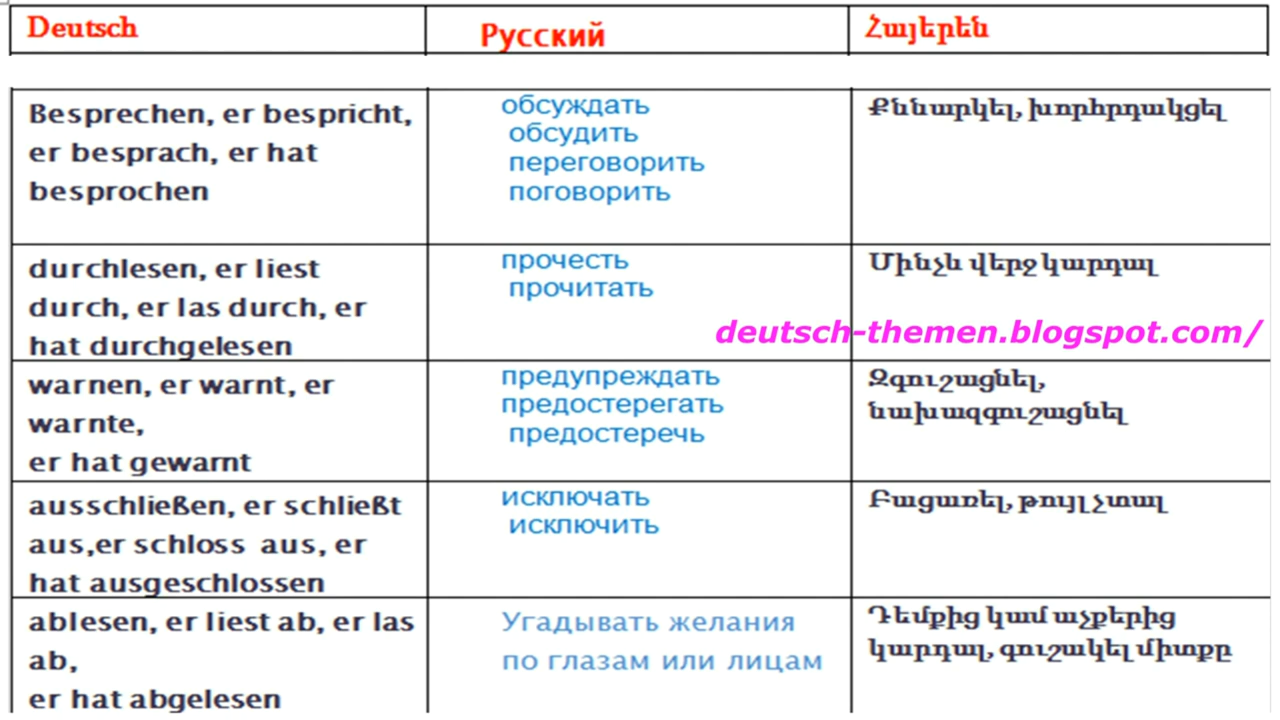 Deutsch
Русский
Հայերեն
Besprechen, er bespricht,
er besprach, er hat
besprochen
обсуждать
обсудить
переговорить
поговорить
Քննարկել, խորհրդակցել
durchlesen, er liest
durch, er las durch, er
hat durchgelesen
прочесть
прочитать
Մինչև վերջ կարդալ
deutsch-themen.blogspot.com/
warnen, er warnt, er
warnte,
er hat gewarnt
предупреждать
предостерегать
предостеречь
Զգուշացնել,
նախազգուշացնել
ausschließen, er schließt
aus,er schloss aus, er
hat ausgeschlossen
исключать
исключить
Բացառել, թույլ չտալ
ablesen, er liest ab, er las
ab,
er hat abgelesen
Угадывать желания
по глазам или лицам
Դեմքից կամ աչքերից
կարդալ, գուշակել միտքը